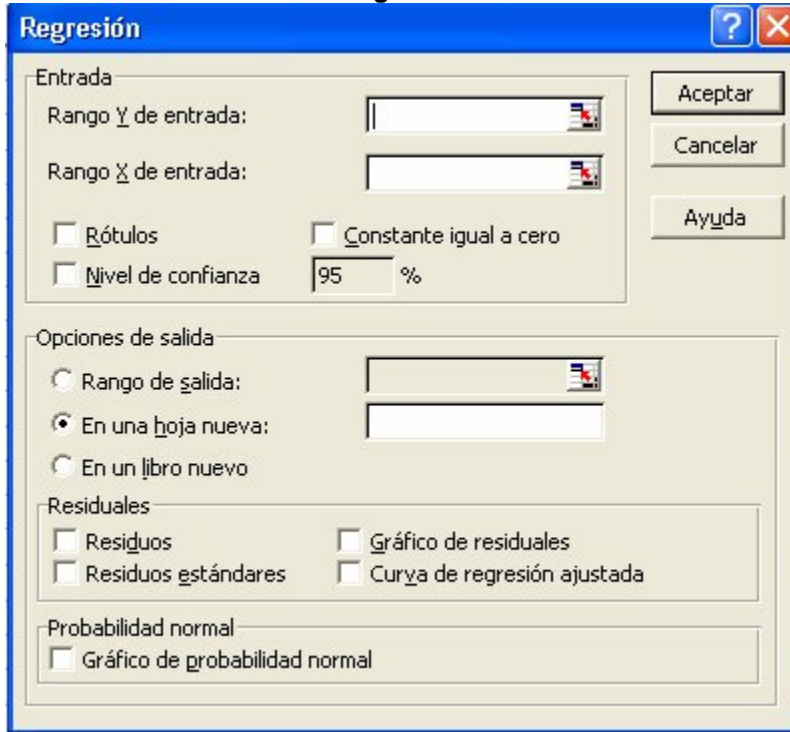 Regresión
Entrada
Rango Y de entrada:
Rango X de entrada:
Rótulos
Constante igual a cero
Nivel de confianza
95 %
Aceptar
Cancelar
Ayuda
Opciones de salida
Rango de salida:
En una hoja nueva:
En un libro nuevo
Residuales
Residuos
Gráfico de residuales
Residuos estándares
Curva de regresión ajustada
Probabilidad normal
Gráfico de probabilidad normal